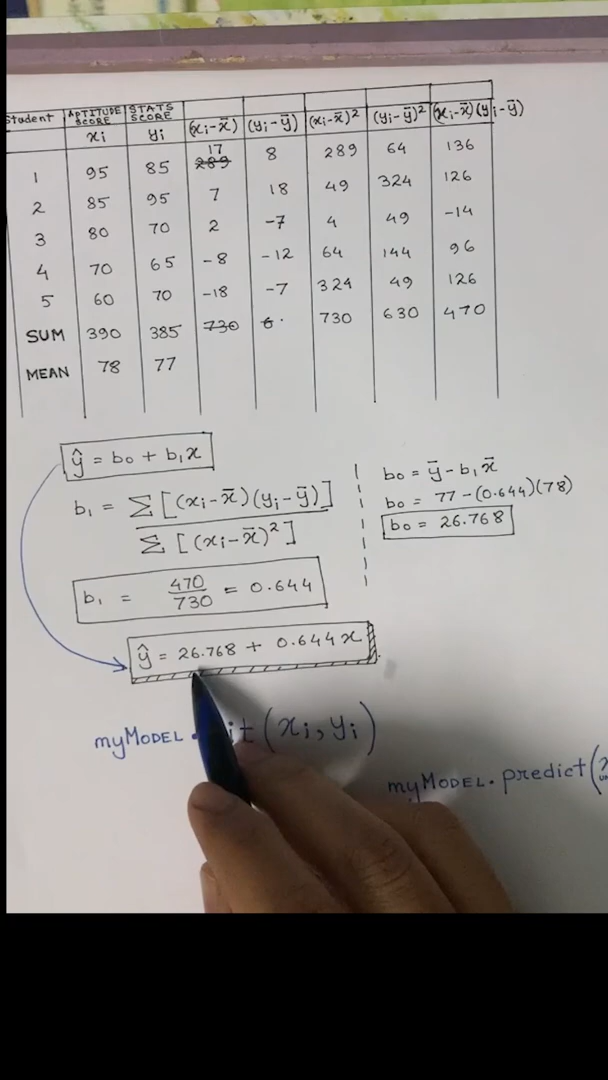 Student APTITUDE SCORE STATS SCORE
xi yi (xi-x̄) (yi-ȳ) (xi-x̄)² (yi-ȳ)² (xi-x̄)(yi-ȳ)
1 95 85 289 17 8 289 64 136
2 85 95 7 18 49 324 126
3 80 70 2 -7 4 49 -14
4 70 65 -8 -12 64 144 96
5 60 70 -18 -7 324 49 126
SUM 390 385 730 730 630 470
MEAN 78 77
ŷ = b₀ + b₁x
b₁ = Σ[(xi-x̄)(yi-ȳ)]
Σ[(xi-x̄)²]
b₁ = 470/730 = 0.644
b₀ = ȳ - b₁x̄
b₀ = 77-(0.644)(78)
b₀ = 26.768
ŷ = 26.768 + 0.644x
myMODEL. (xi, yi)
myMODEL.predict(